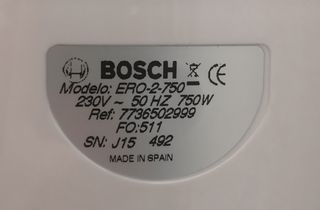 BOSCH
Modelo: ERO-2-750
230V ~ 50 HZ 750W
Ref: 7736502999
FO:511
SN: J15 492
MADE IN SPAIN